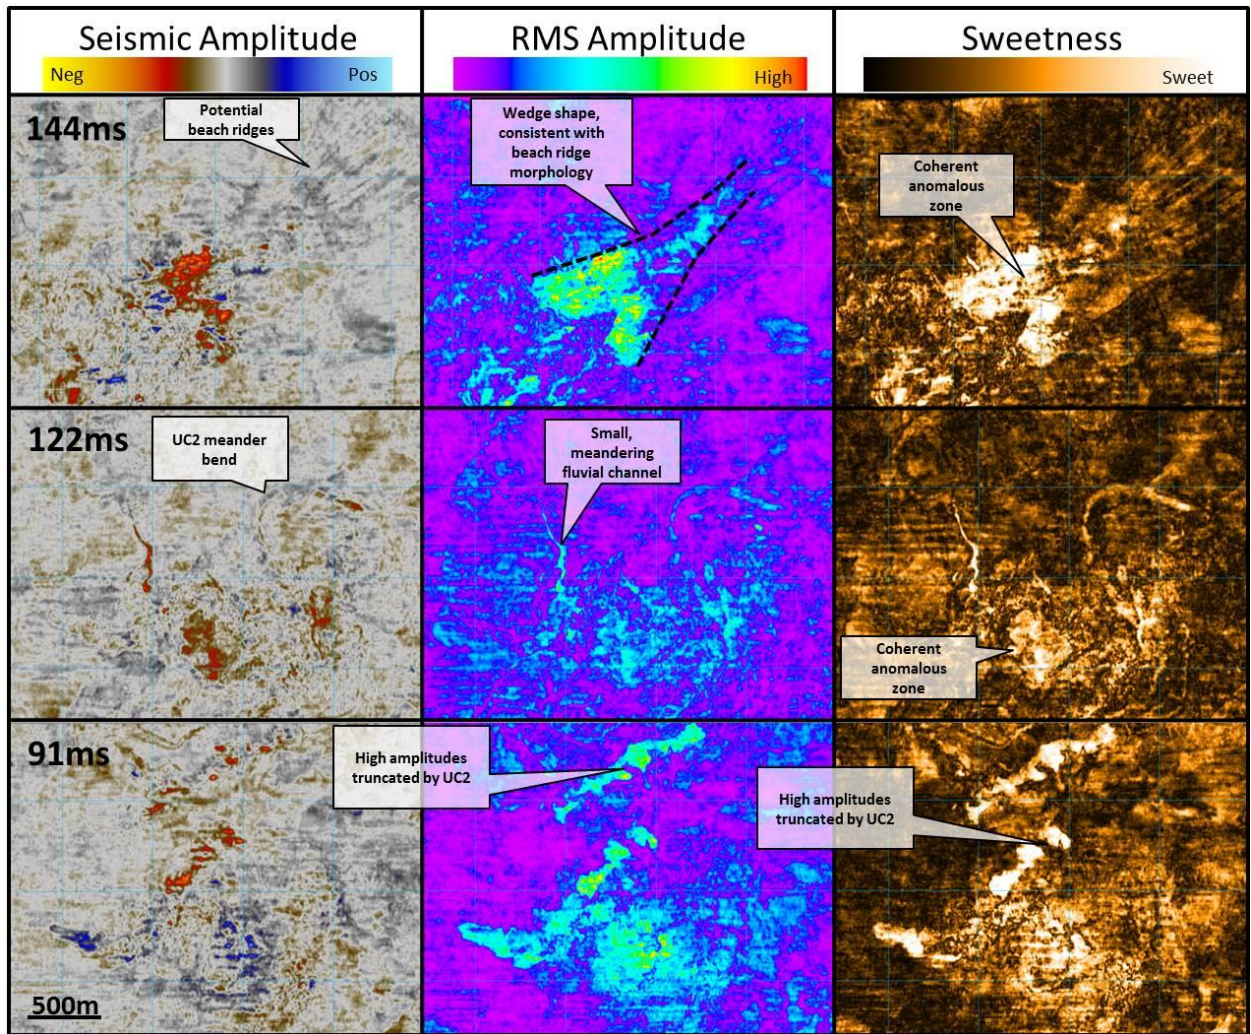 Seismic Amplitude
Neg
Pos
RMS Amplitude
High
Sweetness
Sweet
144ms
Potential
beach ridges
Wedge shape,
consistent with
beach ridge
morphology
Coherent
anomalous
zone
122ms
UC2 meander
bend
Small,
meandering
fluvial channel
Coherent
anomalous
zone
91ms
High amplitudes
truncated by UC2
High amplitudes
truncated by UC2
500m